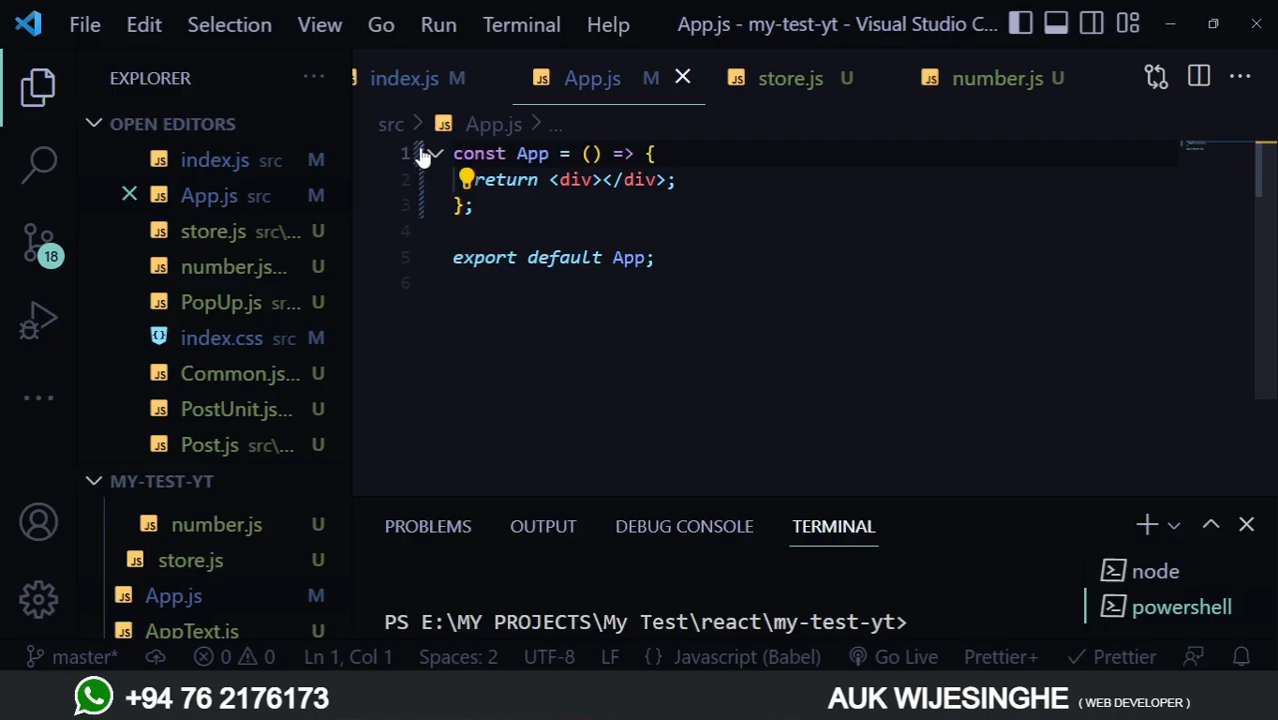 File Edit Selection View Go Run Terminal Help App.js - my-test-yt - Visual Studio C...
EXPLORER ...
index.js M App.js M store.js U number.js U ...
OPEN EDITORS
src > App.js > ...
index.js src M
App.js src M
store.js src\... U
number.js... U
PopUp.js sr... U
index.css src M
Common.js... U
PostUnit.js... U
Post.js src\... U
1 const App = () => {
2 return <div></div>;
3 };
4
5 export default App;
6
18
MY-TEST-YT
number.js U
store.js U
App.js M
AppText.js U
PROBLEMS OUTPUT DEBUG CONSOLE TERMINAL
node
powershell
PS E:\MY PROJECTS\My Test\react\my-test-yt>
master* 0 0 Ln 1, Col 1 Spaces: 2 UTF-8 LF {} Javascript (Babel) Go Live Prettier+ Prettier
+94 76 2176173
AUK WIJESINGHE ( WEB DEVELOPER )